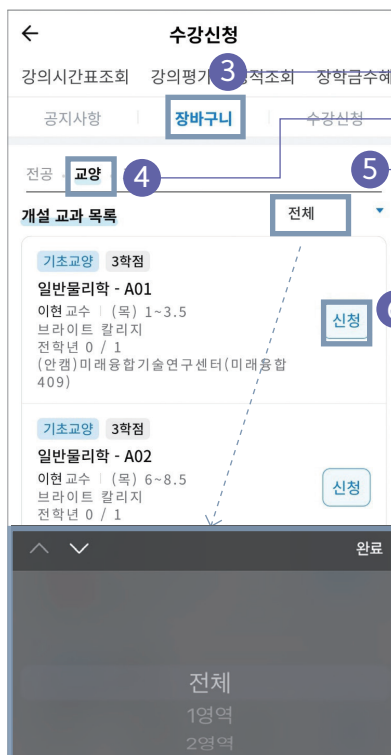 수강신청
강의시간표조회 강의평가 3 적조회 장학금수혜
공지사항 장바구니 수강신청
전공 교양 4 5
개설 교과 목록 전체
기초교양 3학점
일반물리학 - A01
이현 교수 | (목) 1~3.5
브라이트 칼리지
전학년 0 / 1
(안캠)미래융합기술연구센터(미래융합
409)
신청
기초교양 3학점
일반물리학 - A02
이현 교수 | (목) 6~8.5
브라이트 칼리지
전학년 0 / 1
신청
완료
전체
1영역
2영역